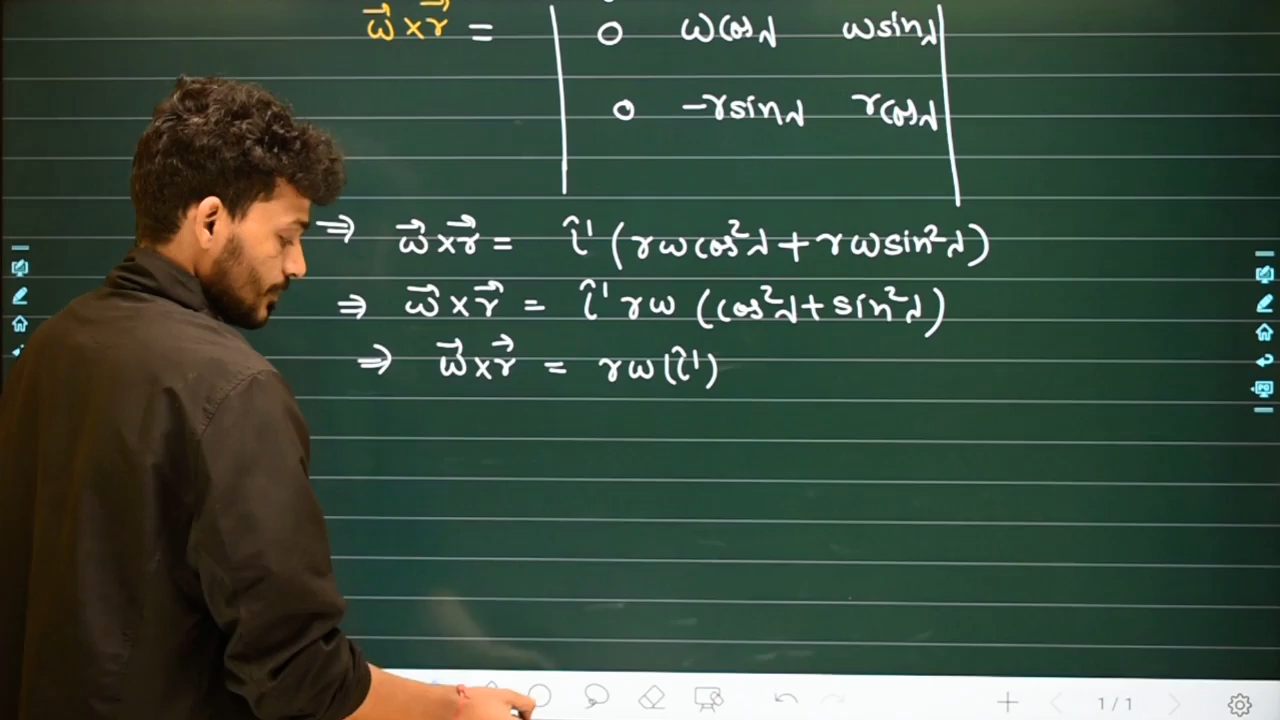 ω⃗ × r⃗ = | 0 ωcosλ ωsinλ |
| 0 -rsinλ rcosλ |
⇒ ω⃗ × r⃗ = î' (rωcos²λ + rωsin²λ)
⇒ ω⃗ × r⃗ = î' rω (cos²λ + sin²λ)
⇒ ω⃗ × r⃗ = rω(î')
1/1